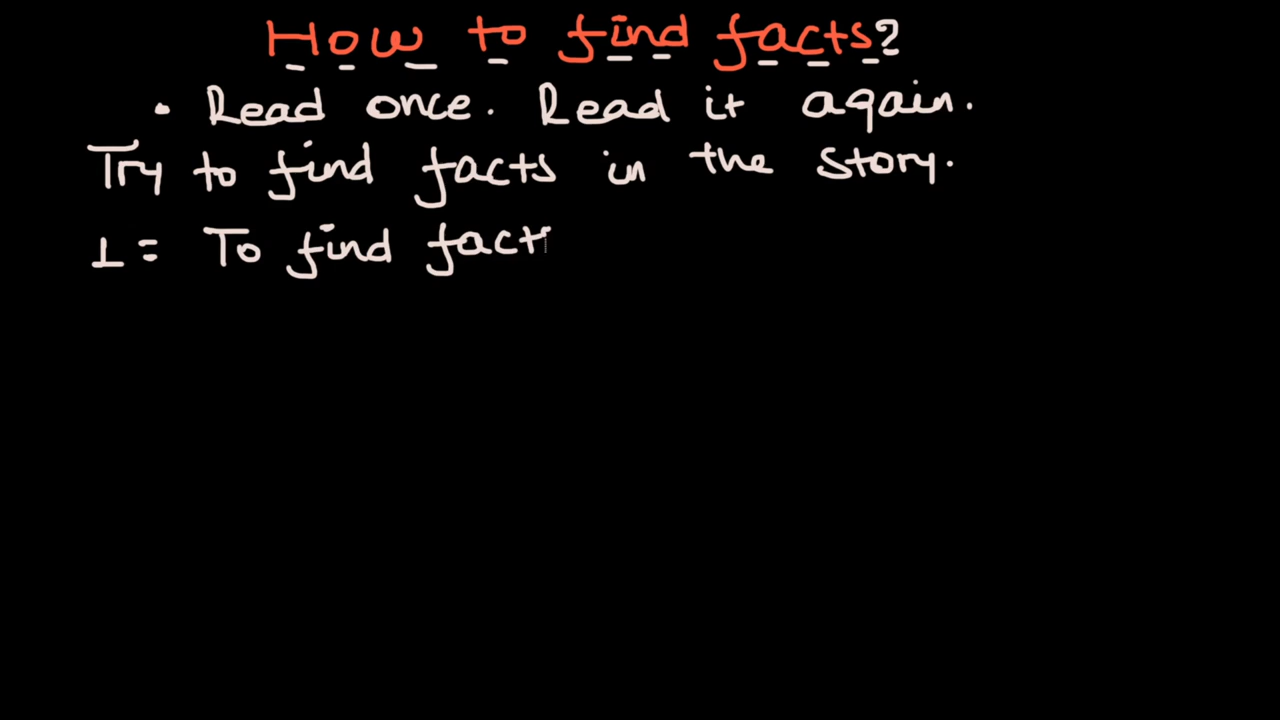 How to find facts?
• Read once. Read it again.
Try to find facts in the story.
1= To find fact